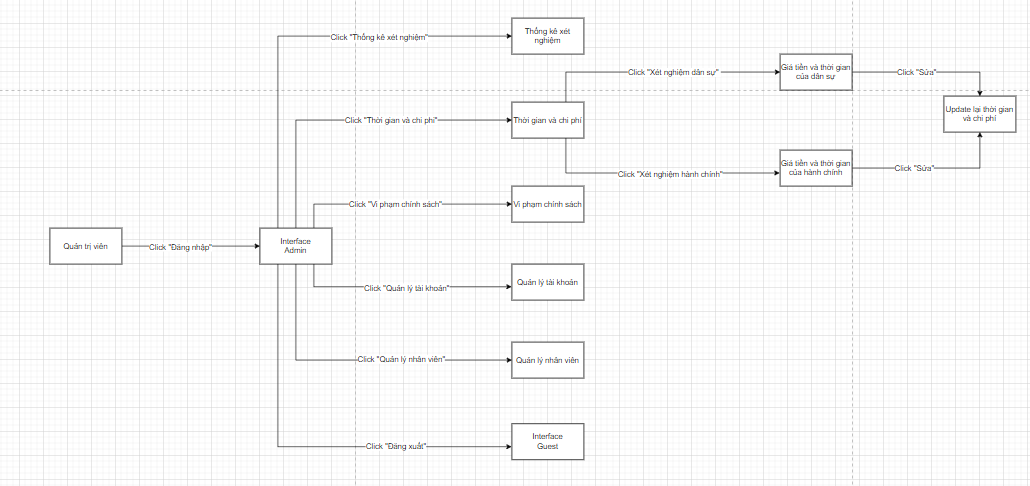 Click "Thống kê xét nghiệm"
Thống kê xét
nghiệm
Click "Xét nghiệm dân sự"
Giá tiền và thời gian
của dân sự
Click "Sửa"
Click "Thời gian và chi phí"
Thời gian và chi phí
Update lại thời gian
và chi phí
Click "Xét nghiệm hành chính"
Giá tiền và thời gian
của hành chính
Click "Sửa"
Click "Vi phạm chính sách"
Vi phạm chính sách
Quản trị viên
Click "Đăng nhập"
Interface
Admin
Click "Quản lý tài khoản"
Quản lý tài khoản
Click "Quản lý nhân viên"
Quản lý nhân viên
Click "Đăng xuất"
Interface
Guest